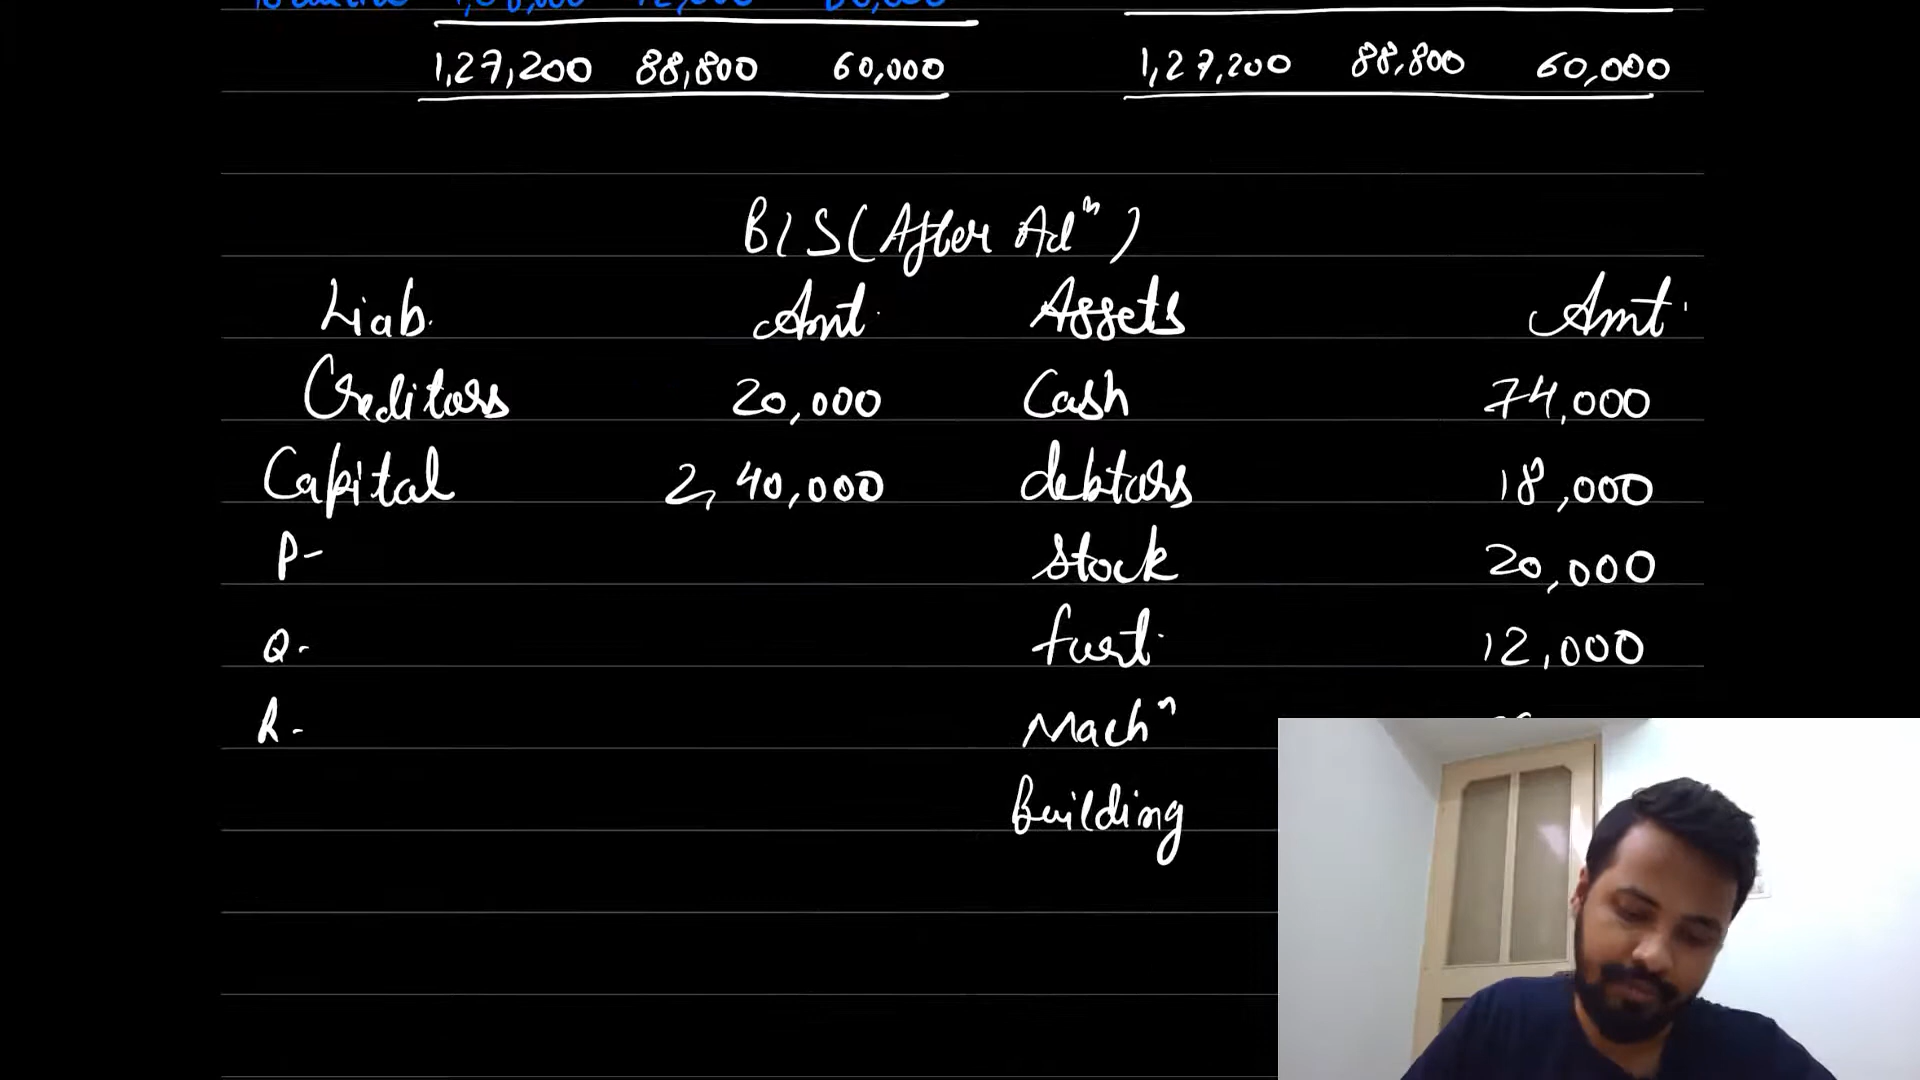 1,27,200 88,800 60,000 1,27,200 88,800 60,000
B/S (After Adⁿ)
Liab. Amt. Assets Amt.
Creditors 20,000 Cash 74,000
Capital 2,40,000 debtors 18,000
P- Stock 20,000
Q- furt. 12,000
R- Machⁿ
Building